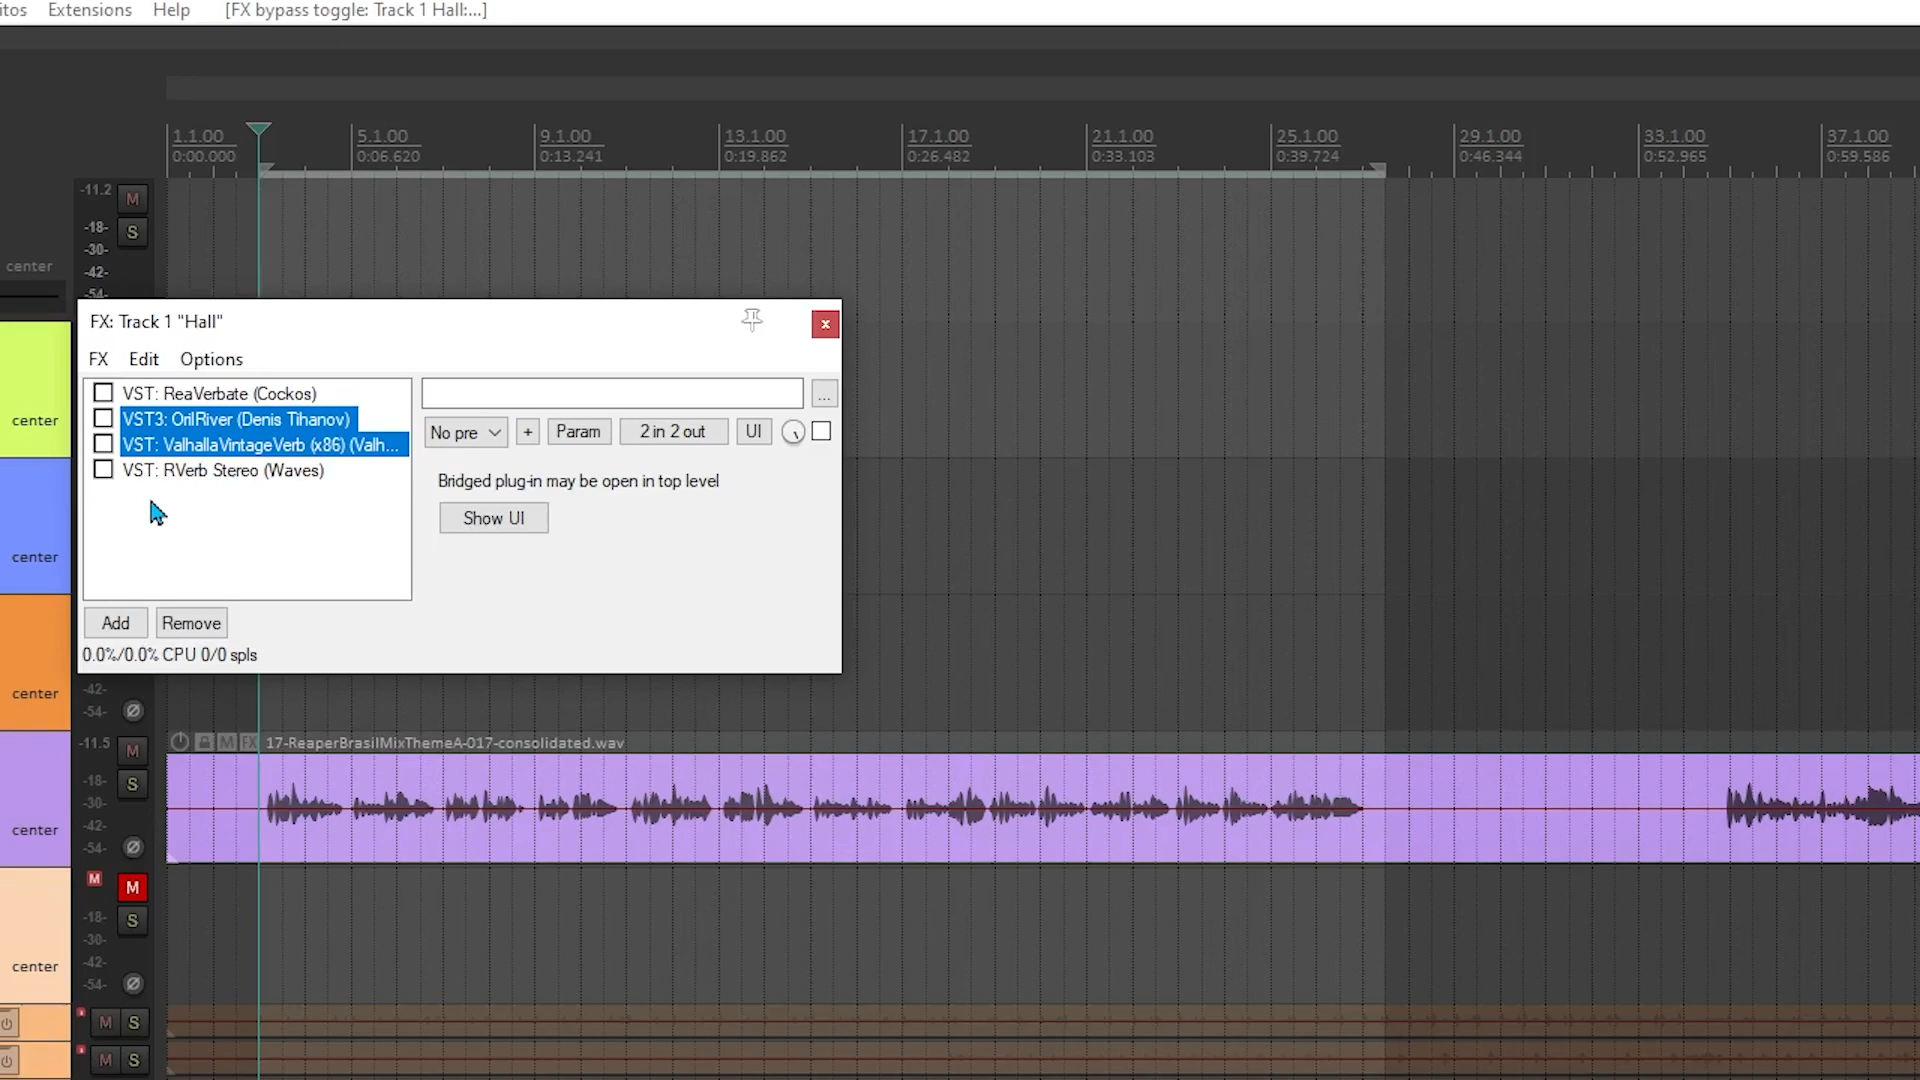 itos Extensions Help [FX bypass toggle: Track 1 Hall:...]
1.1.00 5.1.00 9.1.00 13.1.00 17.1.00 21.1.00 25.1.00 29.1.00 33.1.00 37.1.00
0:00.000 0:06.620 0:13.241 0:19.862 0:26.482 0:33.103 0:39.724 0:46.344 0:52.965 0:59.586
-11.2 M
-18- S
-30-
center
-42-
-54-
FX: Track 1 "Hall" x
FX Edit Options
VST: ReaVerbate (Cockos) ...
center VST3: OrilRiver (Denis Tihanov)
No pre + Param 2 in 2 out UI
VST: ValhallaVintageVerb (x86) (Valh...
VST: RVerb Stereo (Waves)
Bridged plug-in may be open in top level
Show UI
center
Add Remove
0.0%/0.0% CPU 0/0 spls
center -42-
-54-
-11.5 M M FX 17-ReaperBrasilMixThemeA-017-consolidated.wav
-18- S
-30-
center -42-
-54-
M M
-18- S
-30-
center -42-
-54-
M S
M S